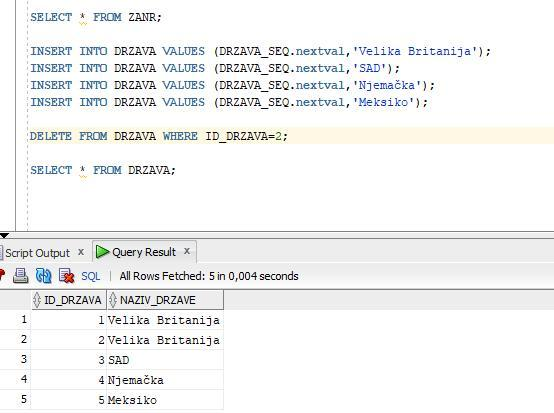 SELECT * FROM ZANR;
INSERT INTO DRZAVA VALUES (DRZAVA_SEQ.nextval,'Velika Britanija');
INSERT INTO DRZAVA VALUES (DRZAVA_SEQ.nextval,'SAD');
INSERT INTO DRZAVA VALUES (DRZAVA_SEQ.nextval,'Njemačka');
INSERT INTO DRZAVA VALUES (DRZAVA_SEQ.nextval,'Meksiko');
DELETE FROM DRZAVA WHERE ID_DRZAVA=2;
SELECT * FROM DRZAVA;
Script Output x Query Result x
SQL | All Rows Fetched: 5 in 0,004 seconds
ID_DRZAVA NAZIV_DRZAVE
1 1 Velika Britanija
2 2 Velika Britanija
3 3 SAD
4 4 Njemačka
5 5 Meksiko